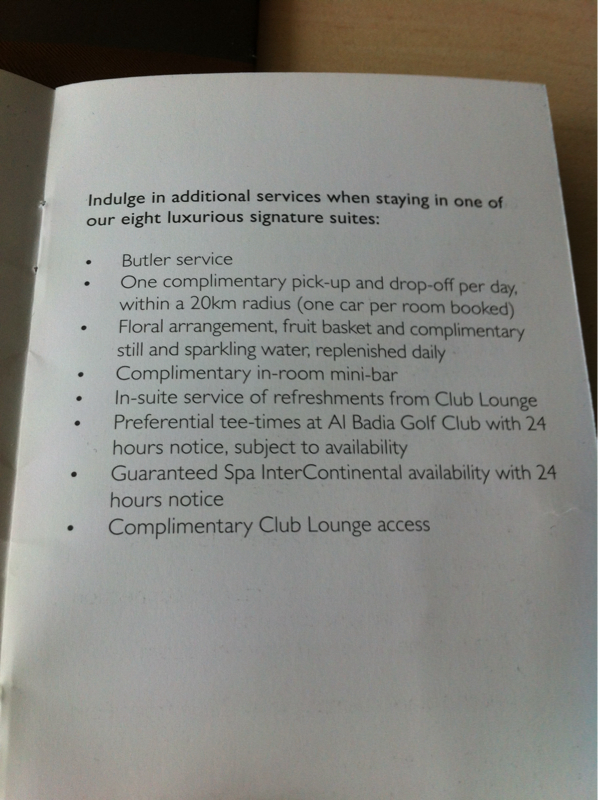 Indulge in additional services when staying in one of
our eight luxurious signature suites:
• Butler service
• One complimentary pick-up and drop-off per day,
within a 20km radius (one car per room booked)
• Floral arrangement, fruit basket and complimentary
still and sparkling water, replenished daily
• Complimentary in-room mini-bar
• In-suite service of refreshments from Club Lounge
• Preferential tee-times at Al Badia Golf Club with 24
hours notice, subject to availability
• Guaranteed Spa InterContinental availability with 24
hours notice
• Complimentary Club Lounge access